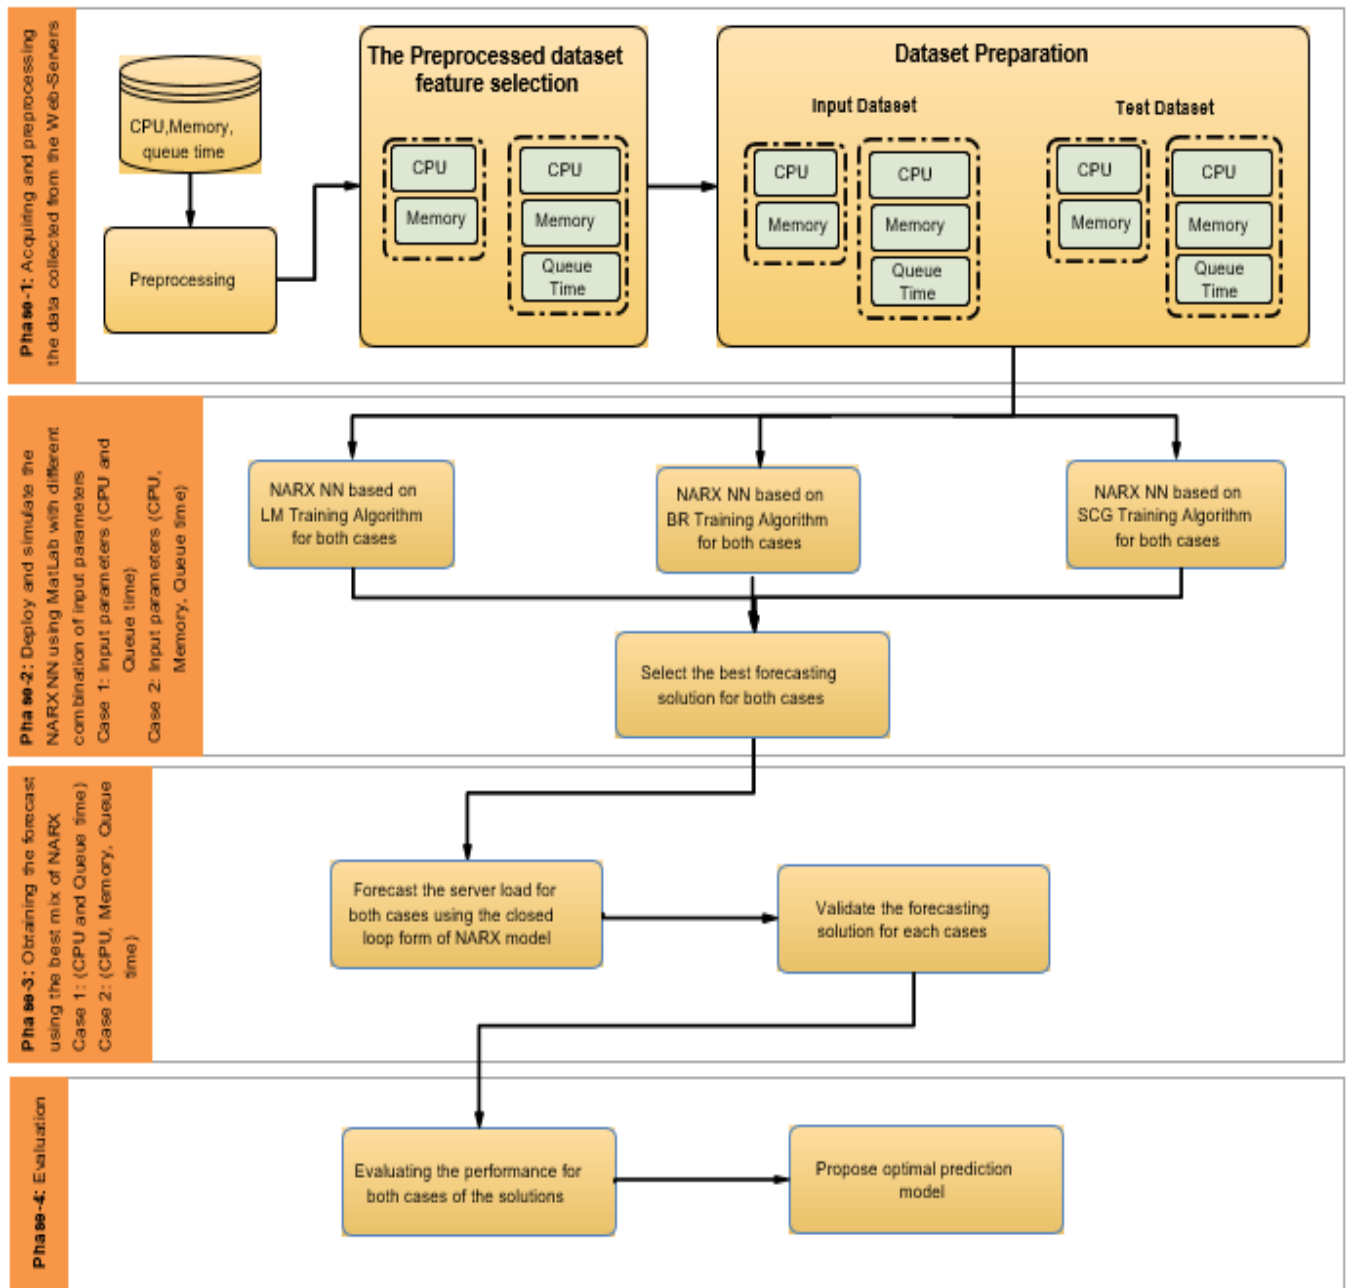 Phase-1: Acquiring and preprocessing
the data collected from the Web-Servers
CPU,Memory,
queue time
Preprocessing
The Preprocessed dataset
feature selection
CPU
Memory
CPU
Memory
Queue
Time
Dataset Preparation
Input Dataset
CPU
Memory
CPU
Memory
Queue
Time
Test Dataset
CPU
Memory
CPU
Memory
Queue
Time
Phase-2: Deploy and simulate the
NARX NN using MatLab with different
combination of input parameters
Case 1: Input parameters (CPU and
Queue time)
Case 2: Input parameters (CPU,
Memory, Queue time)
NARX NN based on
LM Training Algorithm
for both cases
NARX NN based on
BR Training Algorithm
for both cases
NARX NN based on
SCG Training Algorithm
for both cases
Select the best forecasting
solution for both cases
Phase-3: Obtaining the forecast
using the best mix of NARX
Case 1: (CPU and Queue time)
Case 2: (CPU, Memory, Queue
time)
Forecast the server load for
both cases using the closed
loop form of NARX model
Validate the forecasting
solution for each cases
Phase-4: Evaluation
Evaluating the performance for
both cases of the solutions
Propose optimal prediction
model